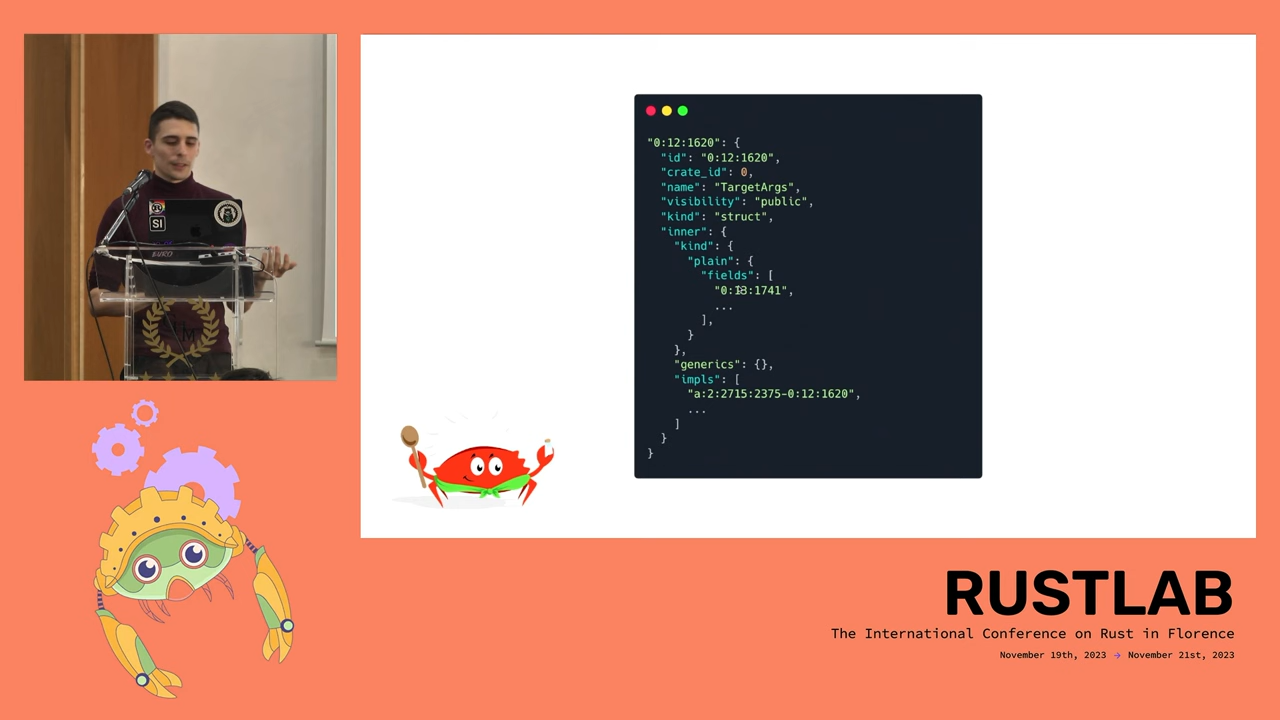 SI
"0:12:1620": {
"id": "0:12:1620",
"crate_id": 0,
"name": "TargetArgs",
"visibility": "public",
"kind": "struct",
"inner": {
"kind": {
"plain": {
"fields": [
"0:13:1741",
...
],
}
},
"generics": {},
"impls": [
"a:2:2715:2375-0:12:1620",
...
]
}
}
RUSTLAB
The International Conference on Rust in Florence
November 19th, 2023 → November 21st, 2023